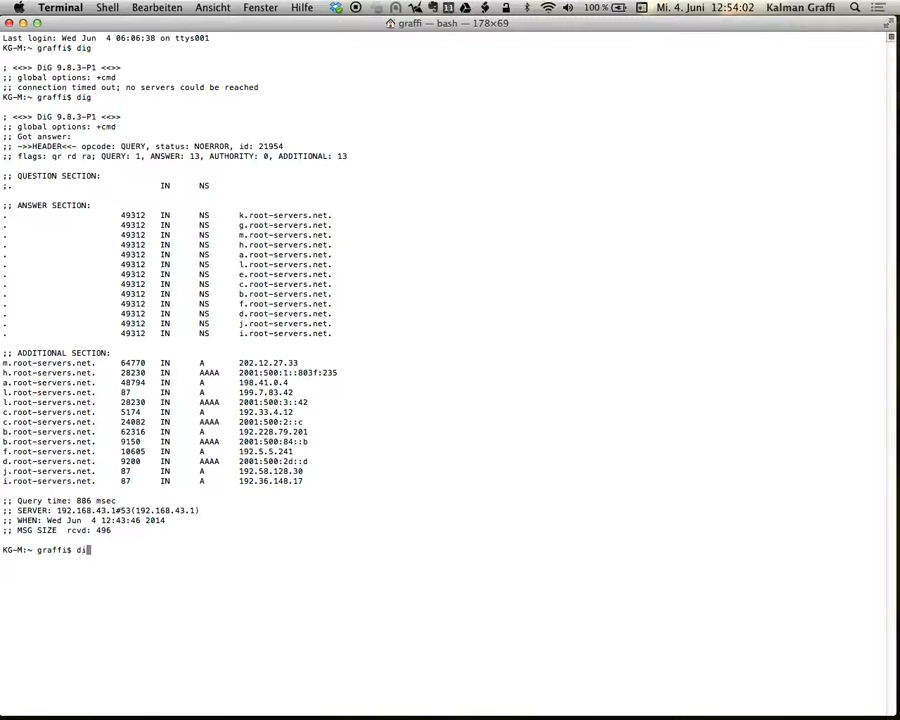 Terminal Shell Bearbeiten Ansicht Fenster Hilfe 11 100 % Mi. 4. Juni 12:54:02 Kalman Graffi
graffi — bash — 178×69
Last login: Wed Jun  4 06:06:38 on ttys001
KG-M:~ graffi$ dig
; <<>> DiG 9.8.3-P1 <<>>
;; global options: +cmd
;; connection timed out; no servers could be reached
KG-M:~ graffi$ dig
; <<>> DiG 9.8.3-P1 <<>>
;; global options: +cmd
;; Got answer:
;; ->>HEADER<<- opcode: QUERY, status: NOERROR, id: 21954
;; flags: qr rd ra; QUERY: 1, ANSWER: 13, AUTHORITY: 0, ADDITIONAL: 13
;; QUESTION SECTION:
;. IN NS
;; ANSWER SECTION:
. 49312 IN NS k.root-servers.net.
. 49312 IN NS g.root-servers.net.
. 49312 IN NS m.root-servers.net.
. 49312 IN NS h.root-servers.net.
. 49312 IN NS a.root-servers.net.
. 49312 IN NS l.root-servers.net.
. 49312 IN NS e.root-servers.net.
. 49312 IN NS c.root-servers.net.
. 49312 IN NS b.root-servers.net.
. 49312 IN NS f.root-servers.net.
. 49312 IN NS d.root-servers.net.
. 49312 IN NS j.root-servers.net.
. 49312 IN NS i.root-servers.net.
;; ADDITIONAL SECTION:
m.root-servers.net. 64770 IN A 202.12.27.33
h.root-servers.net. 28230 IN AAAA 2001:500:1::803f:235
a.root-servers.net. 48794 IN A 198.41.0.4
l.root-servers.net. 87 IN A 199.7.83.42
l.root-servers.net. 28230 IN AAAA 2001:500:3::42
c.root-servers.net. 5174 IN A 192.33.4.12
c.root-servers.net. 24082 IN AAAA 2001:500:2::c
b.root-servers.net. 62316 IN A 192.228.79.201
b.root-servers.net. 9150 IN AAAA 2001:500:84::b
f.root-servers.net. 10605 IN A 192.5.5.241
d.root-servers.net. 9200 IN AAAA 2001:500:2d::d
j.root-servers.net. 87 IN A 192.58.128.30
i.root-servers.net. 87 IN A 192.36.148.17
;; Query time: 886 msec
;; SERVER: 192.168.43.1#53(192.168.43.1)
;; WHEN: Wed Jun  4 12:43:46 2014
;; MSG SIZE  rcvd: 496
KG-M:~ graffi$ di